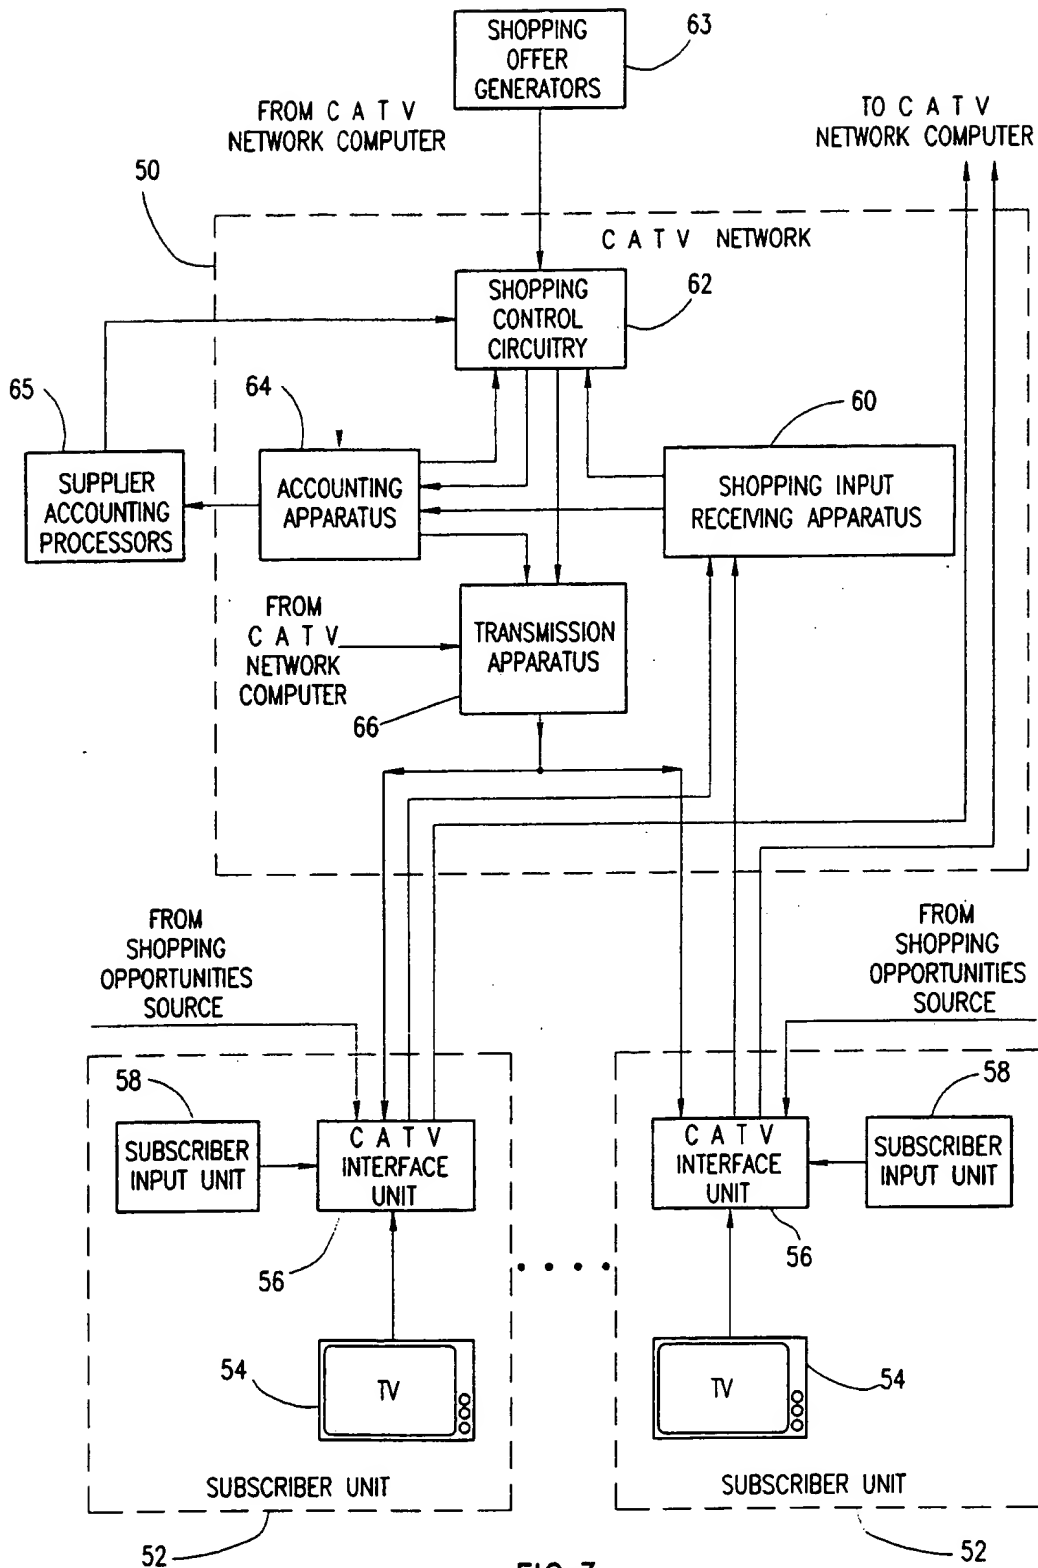 SHOPPING
OFFER
GENERATORS
63
FROM C A T V
NETWORK COMPUTER
TO C A T V
NETWORK COMPUTER
50
C A T V NETWORK
SHOPPING
CONTROL
CIRCUITRY
62
65
64
60
SUPPLIER
ACCOUNTING
PROCESSORS
ACCOUNTING
APPARATUS
SHOPPING INPUT
RECEIVING APPARATUS
FROM
C A T V
NETWORK
COMPUTER
TRANSMISSION
APPARATUS
66
FROM
SHOPPING
OPPORTUNITIES
SOURCE
FROM
SHOPPING
OPPORTUNITIES
SOURCE
58
SUBSCRIBER
INPUT UNIT
C A T V
INTERFACE
UNIT
56
C A T V
INTERFACE
UNIT
56
58
SUBSCRIBER
INPUT UNIT
54
TV
TV
54
SUBSCRIBER UNIT
52
SUBSCRIBER UNIT
52